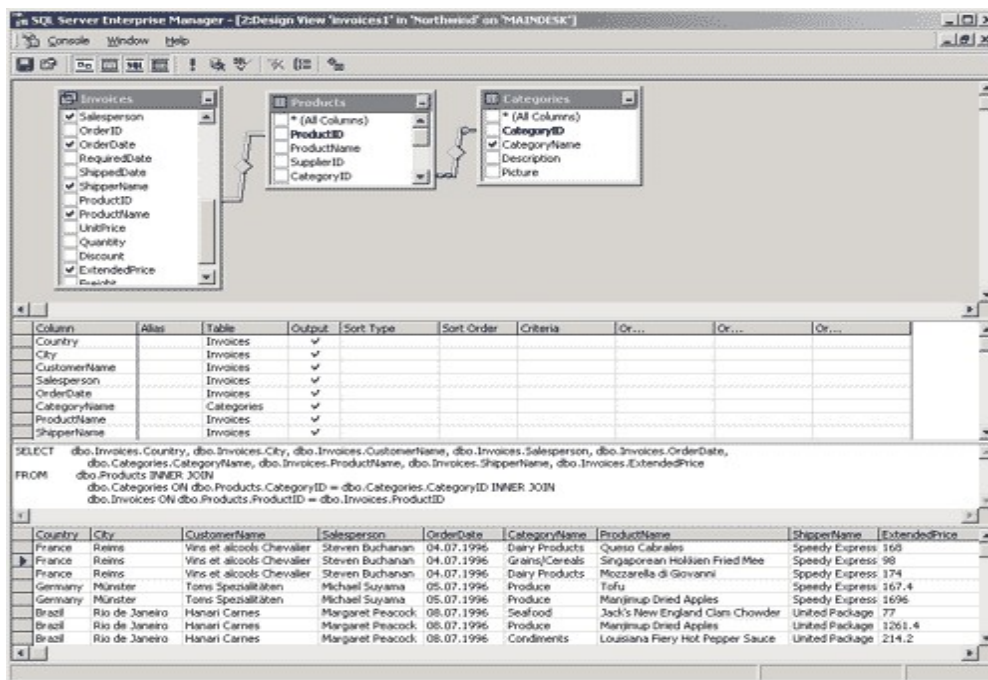 SQL Server Enterprise Manager - [2:Design View 'invoices1' in 'Northwind' on 'MAINDESK']
Console Window Help
Invoices
Salesperson
OrderID
OrderDate
RequiredDate
ShippedDate
ShipperName
ProductID
ProductName
UnitPrice
Quantity
Discount
ExtendedPrice
Freight
Products
* (All Columns)
ProductID
ProductName
SupplierID
CategoryID
Categories
* (All Columns)
CategoryID
CategoryName
Description
Picture
Column Alias Table Output Sort Type Sort Order Criteria Or... Or... Or...
Country Invoices
City Invoices
CustomerName Invoices
Salesperson Invoices
OrderDate Invoices
CategoryName Categories
ProductName Invoices
ShipperName Invoices
SELECT dbo.Invoices.Country, dbo.Invoices.City, dbo.Invoices.CustomerName, dbo.Invoices.Salesperson, dbo.Invoices.OrderDate,
dbo.Categories.CategoryName, dbo.Invoices.ProductName, dbo.Invoices.ShipperName, dbo.Invoices.ExtendedPrice
FROM dbo.Products INNER JOIN
dbo.Categories ON dbo.Products.CategoryID = dbo.Categories.CategoryID INNER JOIN
dbo.Invoices ON dbo.Products.ProductID = dbo.Invoices.ProductID
Country City CustomerName Salesperson OrderDate CategoryName ProductName ShipperName ExtendedPrice
France Reims Vins et alcools Chevalier Steven Buchanan 04.07.1996 Dairy Products Queso Cabrales Speedy Express 168
France Reims Vins et alcools Chevalier Steven Buchanan 04.07.1996 Grains/Cereals Singaporean Hokkien Fried Mee Speedy Express 98
France Reims Vins et alcools Chevalier Steven Buchanan 04.07.1996 Dairy Products Mozzarella di Giovanni Speedy Express 174
Germany Münster Toms Spezialitäten Michael Suyama 05.07.1996 Produce Tofu Speedy Express 167.4
Germany Münster Toms Spezialitäten Michael Suyama 05.07.1996 Produce Manjimup Dried Apples Speedy Express 1696
Brazil Rio de Janeiro Hanari Carnes Margaret Peacock 08.07.1996 Seafood Jack's New England Clam Chowder United Package 77
Brazil Rio de Janeiro Hanari Carnes Margaret Peacock 08.07.1996 Produce Manjimup Dried Apples United Package 1261.4
Brazil Rio de Janeiro Hanari Carnes Margaret Peacock 08.07.1996 Condiments Louisiana Fiery Hot Pepper Sauce United Package 214.2